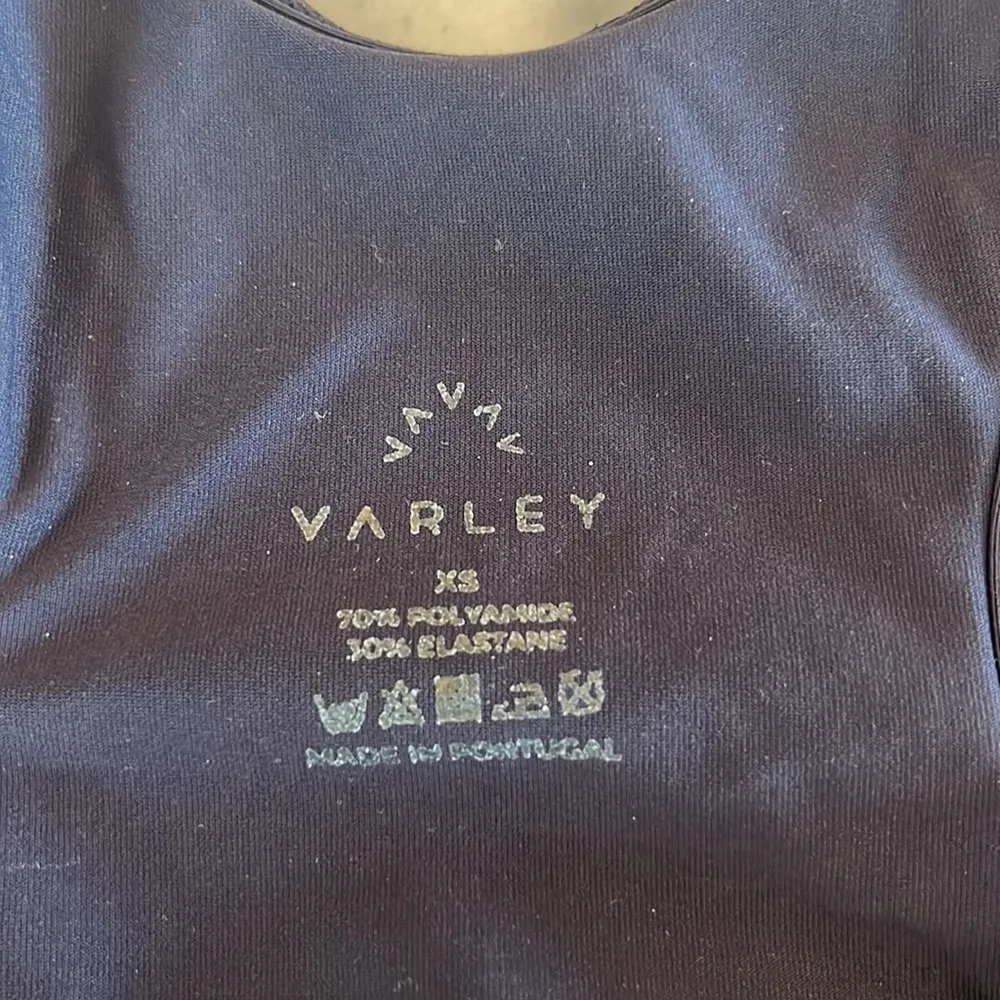 VARLEY
XS
70% POLYAMIDE
30% ELASTANE
MADE IN PORTUGAL